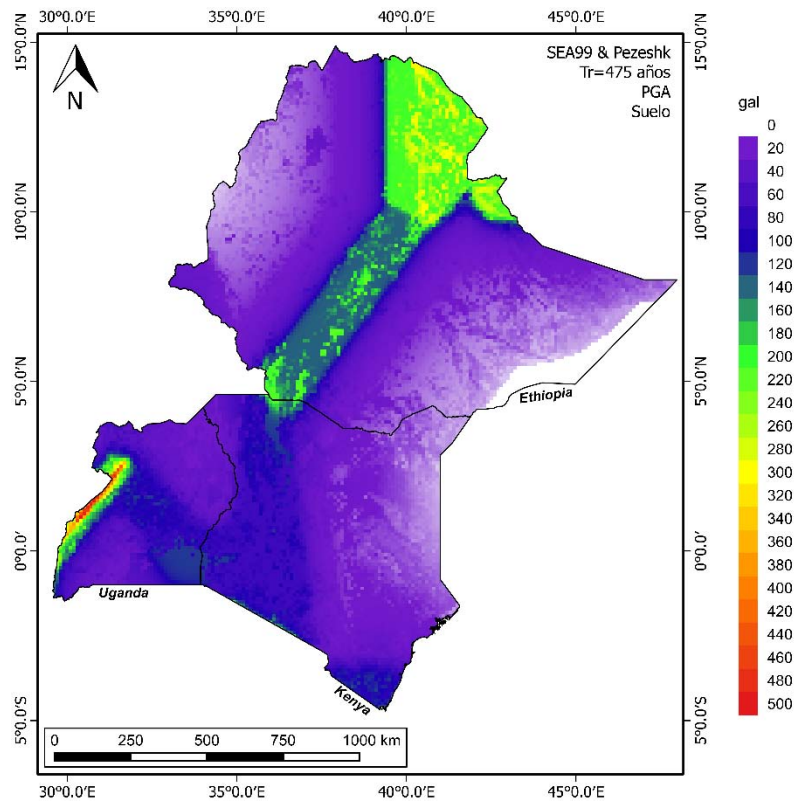 30°0.0'E 35°0.0'E 40°0.0'E 45°0.0'E
15°0.0'N
10°0.0'N
5°0.0'N
0°0.0'
5°0.0'S
SEA99 & Pezeshk
Tr=475 años
PGA
Suelo
N
15°0.0'N
10°0.0'N
5°0.0'N
0°0.0'
5°0.0'S
Ethiopia
Uganda
Kenya
0 250 500 750 1000 km
30°0.0'E 35°0.0'E 40°0.0'E 45°0.0'E
gal
0
20
40
60
80
100
120
140
160
180
200
220
240
260
280
300
320
340
360
380
400
420
440
460
480
500